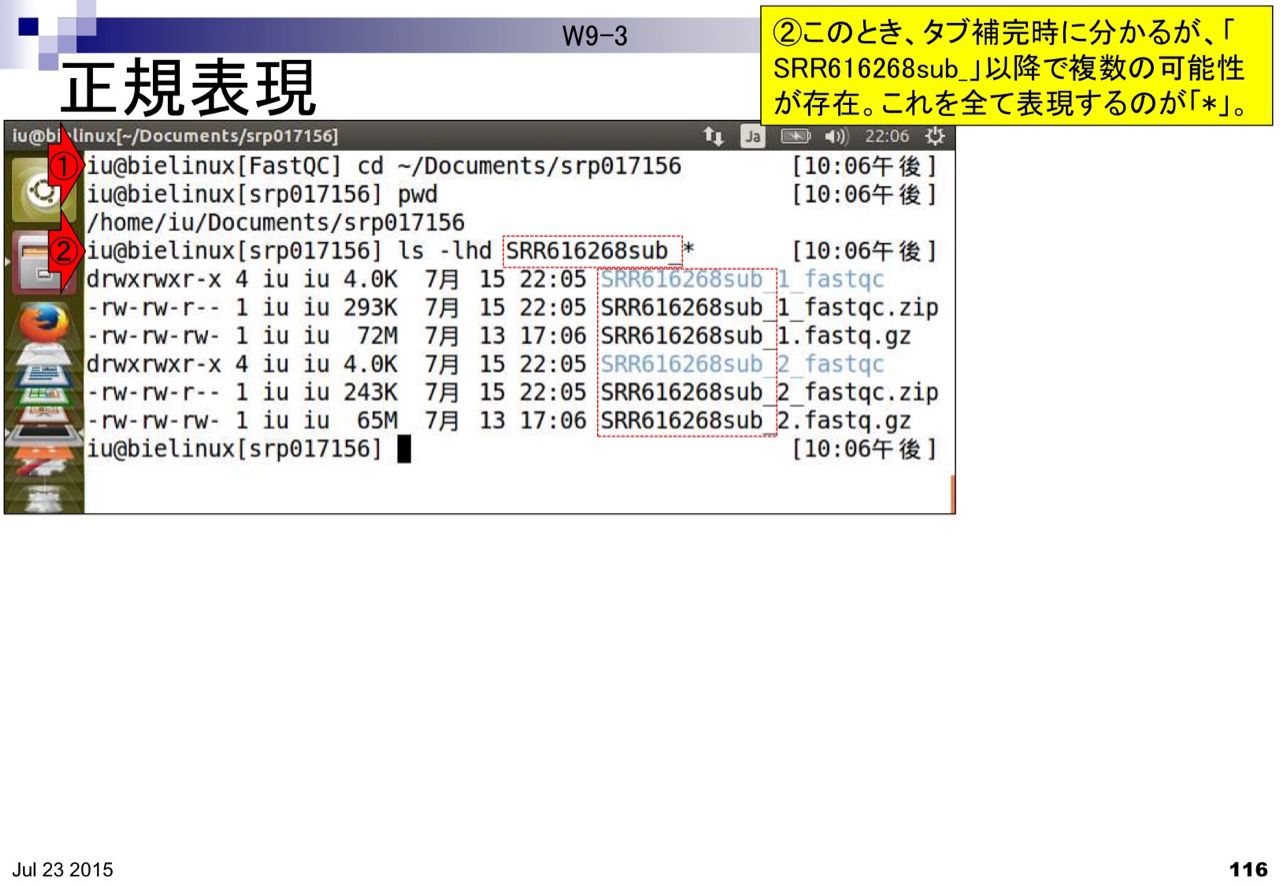 W9-3
正規表現
②このとき、タブ補完時に分かるが、「
SRR616268sub_」以降で複数の可能性
が存在。これを全て表現するのが「*」。
iu@bielinux[~/Documents/srp017156]
Ja
22:06
① iu@bielinux[FastQC] cd ~/Documents/srp017156 [10:06午後]
iu@bielinux[srp017156] pwd [10:06午後]
/home/iu/Documents/srp017156
② iu@bielinux[srp017156] ls -lhd SRR616268sub_* [10:06午後]
drwxrwxr-x 4 iu iu 4.0K 7月 15 22:05 SRR616268sub_1_fastqc
-rw-rw-r-- 1 iu iu 293K 7月 15 22:05 SRR616268sub_1_fastqc.zip
-rw-rw-rw- 1 iu iu 72M 7月 13 17:06 SRR616268sub_1.fastq.gz
drwxrwxr-x 4 iu iu 4.0K 7月 15 22:05 SRR616268sub_2_fastqc
-rw-rw-r-- 1 iu iu 243K 7月 15 22:05 SRR616268sub_2_fastqc.zip
-rw-rw-rw- 1 iu iu 65M 7月 13 17:06 SRR616268sub_2.fastq.gz
iu@bielinux[srp017156] [10:06午後]
Jul 23 2015
116